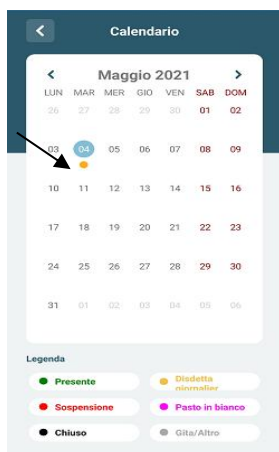 Calendario
Maggio 2021
LUN MAR MER GIO VEN SAB DOM
26 27 28 29 30 01 02
03 04 05 06 07 08 09
10 11 12 13 14 15 16
17 18 19 20 21 22 23
24 25 26 27 28 29 30
31 01 02 03 04 05 06
Legenda
Presente
Disdetta
giornalier
Sospensione
Pasto in bianco
Chiuso
Gita/Altro